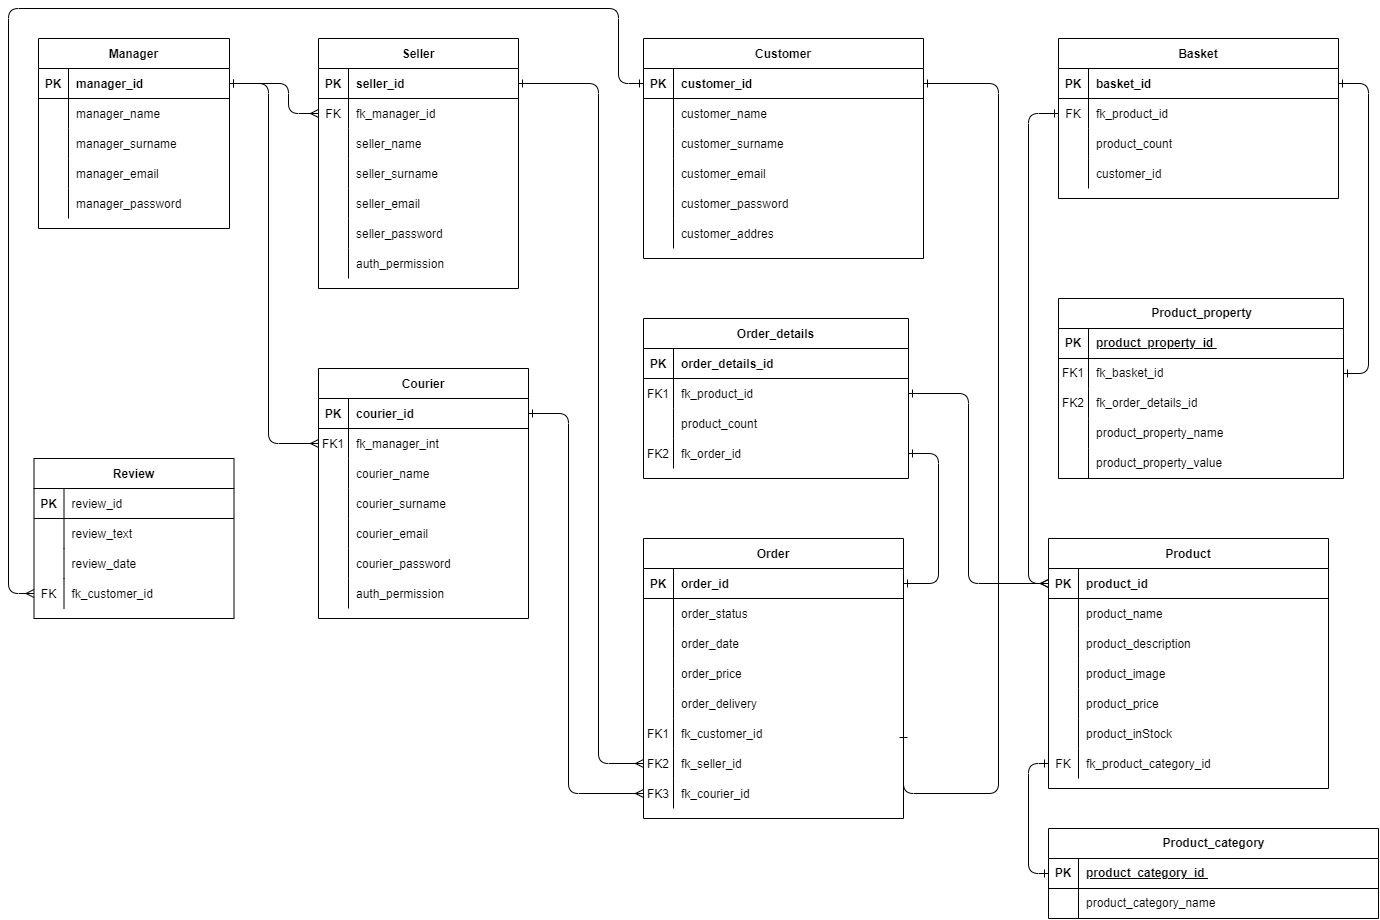 Manager
PK manager_id
manager_name
manager_surname
manager_email
manager_password
Seller
PK seller_id
FK fk_manager_id
seller_name
seller_surname
seller_email
seller_password
auth_permission
Customer
PK customer_id
customer_name
customer_surname
customer_email
customer_password
customer_addres
Basket
PK basket_id
FK fk_product_id
product_count
customer_id
Order_details
PK order_details_id
FK1 fk_product_id
product_count
FK2 fk_order_id
Product_property
PK product_property_id
FK1 fk_basket_id
FK2 fk_order_details_id
product_property_name
product_property_value
Courier
PK courier_id
FK1 fk_manager_int
courier_name
courier_surname
courier_email
courier_password
auth_permission
Review
PK review_id
review_text
review_date
FK fk_customer_id
Order
PK order_id
order_status
order_date
order_price
order_delivery
FK1 fk_customer_id
FK2 fk_seller_id
FK3 fk_courier_id
Product
PK product_id
product_name
product_description
product_image
product_price
product_inStock
FK fk_product_category_id
Product_category
PK product_category_id
product_category_name